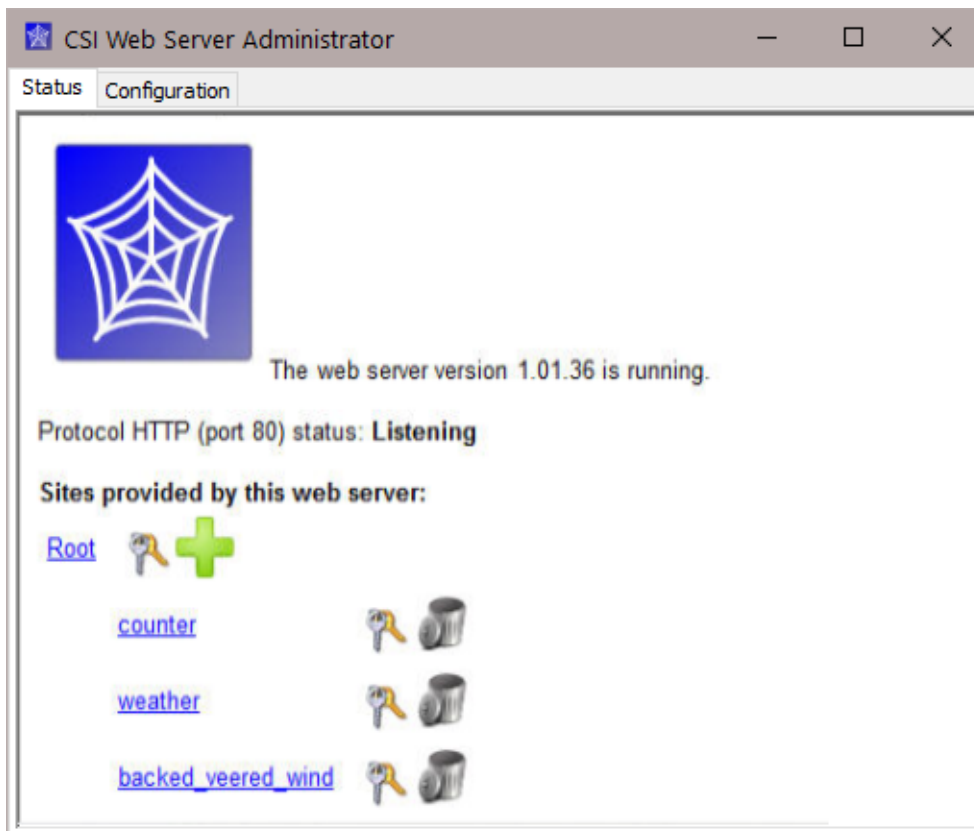 CSI Web Server Administrator
Status Configuration
The web server version 1.01.36 is running.
Protocol HTTP (port 80) status: Listening
Sites provided by this web server:
Root
counter
weather
backed_veered_wind